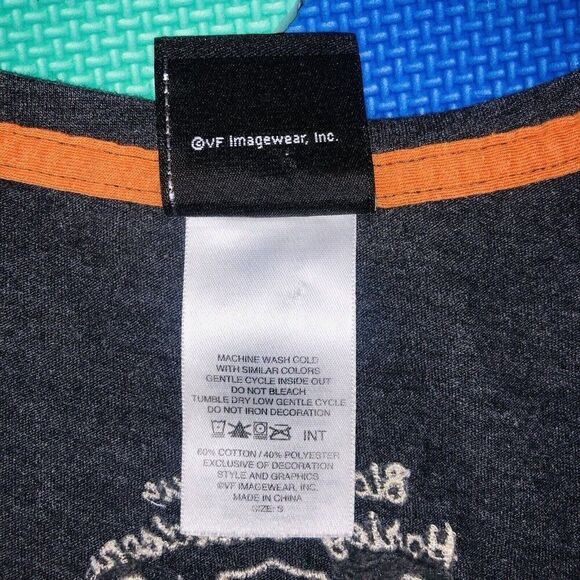 ©VF Imagewear, Inc.
MACHINE WASH COLD
WITH SIMILAR COLORS
GENTLE CYCLE INSIDE OUT
DO NOT BLEACH
TUMBLE DRY LOW GENTLE CYCLE
DO NOT IRON DECORATION
INT
60% COTTON / 40% POLYESTER
EXCLUSIVE OF DECORATION
STYLE AND GRAPHICS
©VF IMAGEWEAR, INC.
MADE IN CHINA
SIZE: S